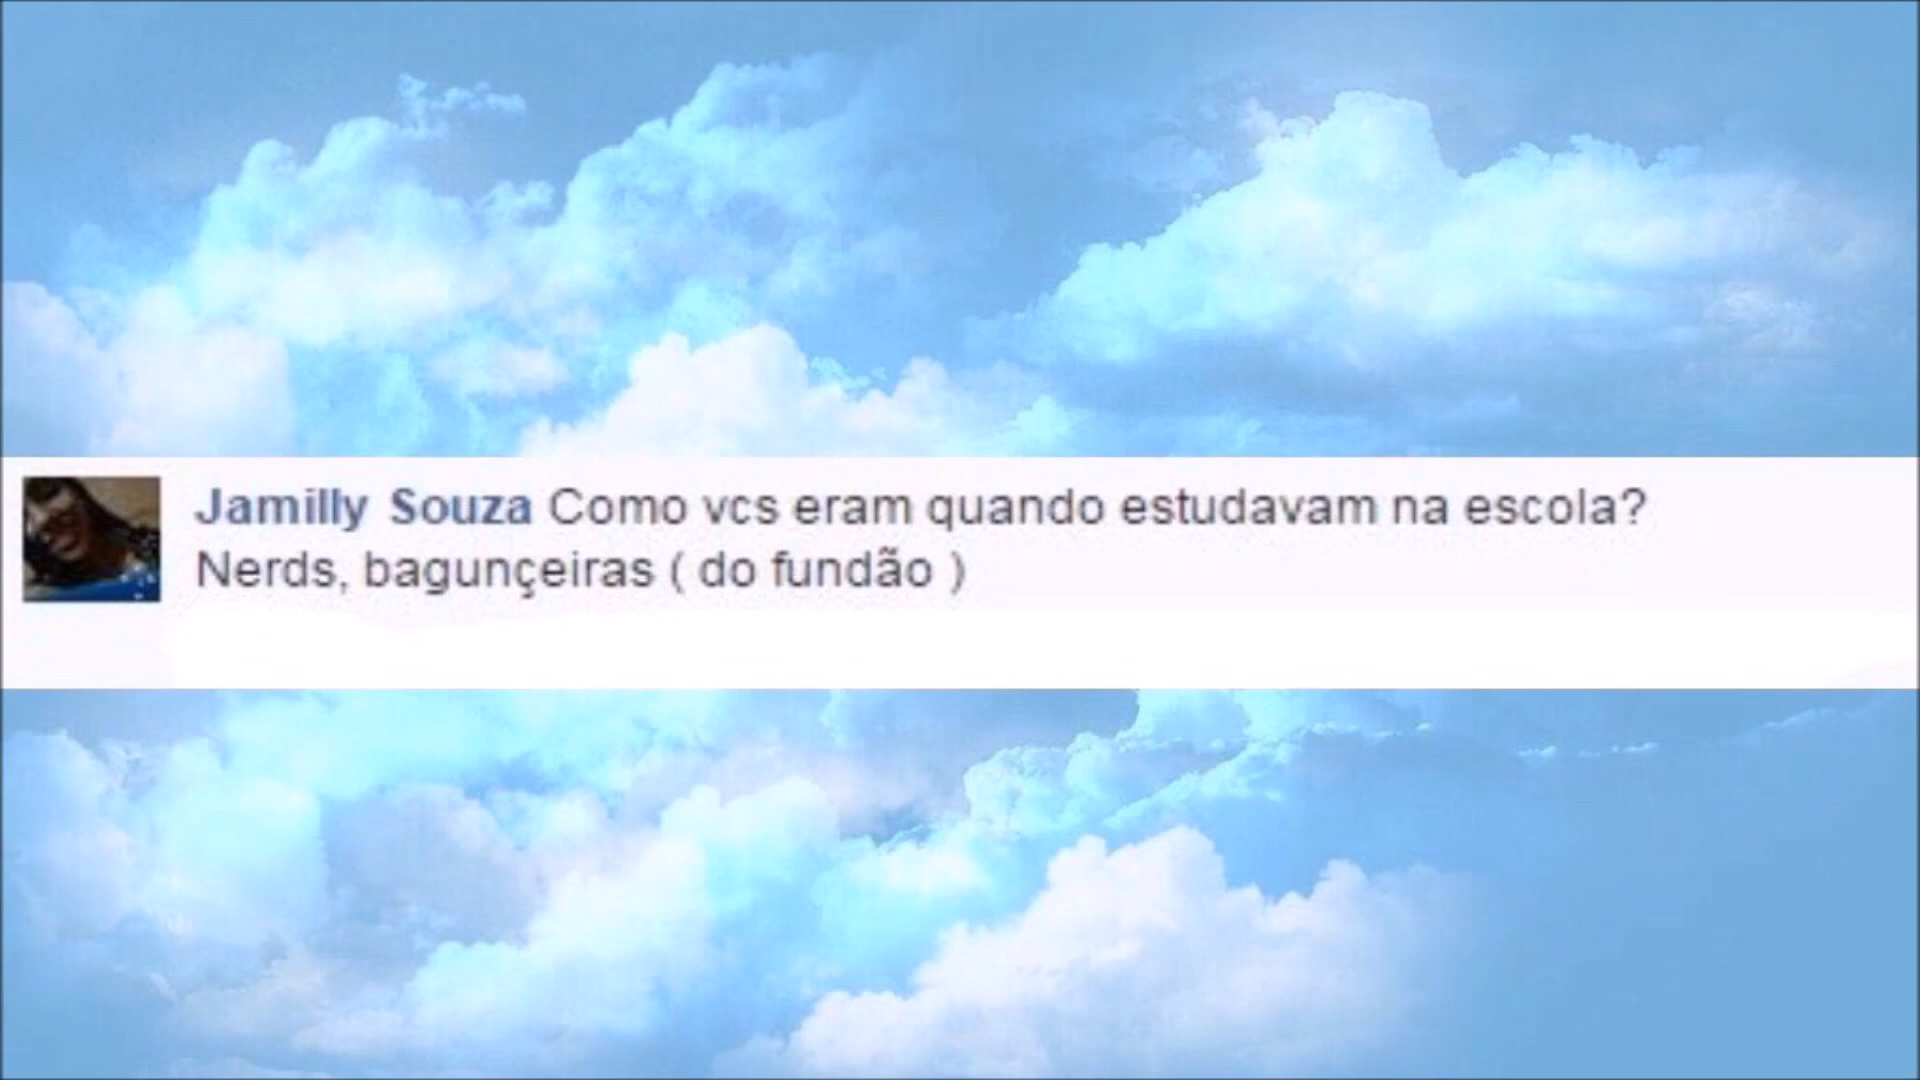 Jamilly Souza Como vcs eram quando estudavam na escola?
Nerds, bagunçeiras ( do fundão )